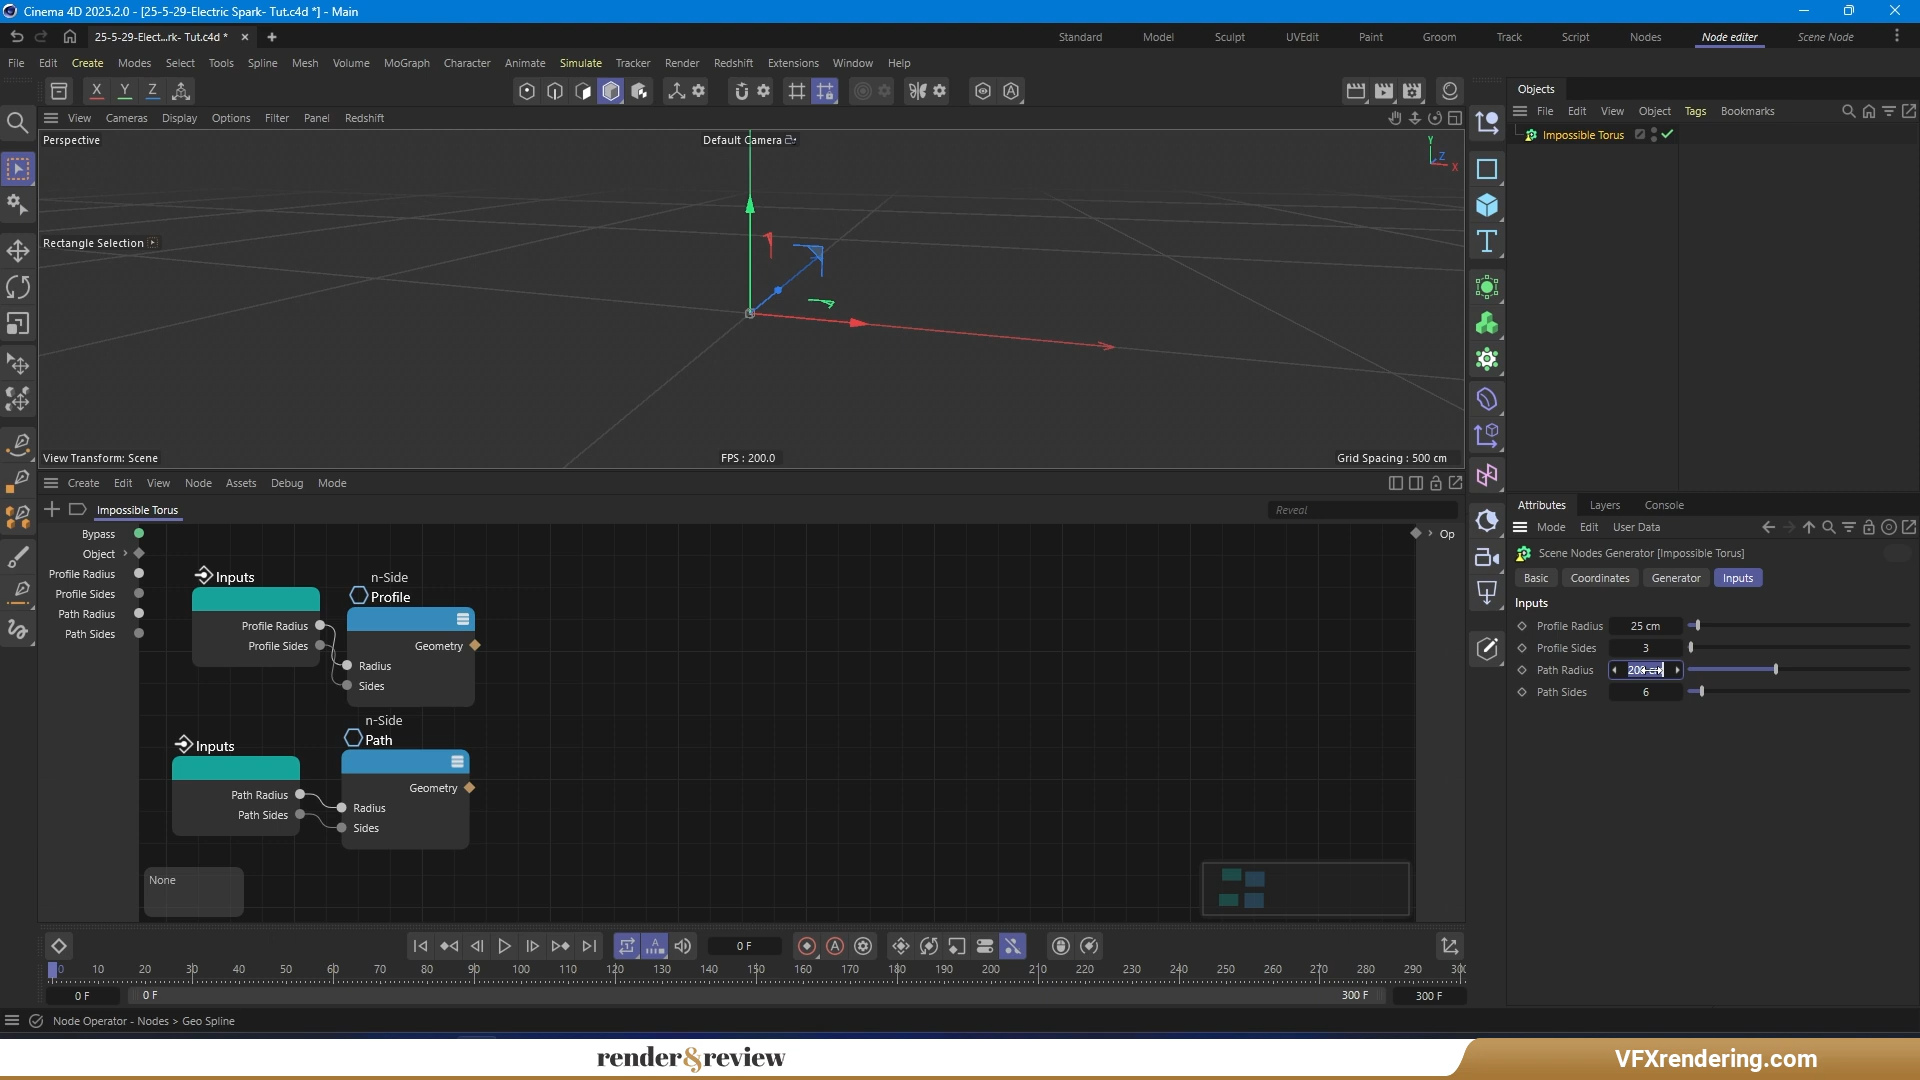 Cinema 4D 2025.2.0 - [25-5-29-Electric Spark- Tut.c4d *] - Main
25-5-29-Elect...rk- Tut.c4d *
Standard Model Sculpt UVEdit Paint Groom Track Script Nodes Node editor Scene Node
File Edit Create Modes Select Tools Spline Mesh Volume MoGraph Character Animate Simulate Tracker Render Redshift Extensions Window Help
X Y Z
View Cameras Display Options Filter Panel Redshift
Perspective
Default Camera
Y
Z
X
Rectangle Selection
View Transform: Scene
FPS : 200.0
Grid Spacing : 500 cm
Objects
File Edit View Object Tags Bookmarks
Impossible Torus
Create Edit View Node Assets Debug Mode
Impossible Torus
Reveal
Bypass
Object
Profile Radius
Profile Sides
Path Radius
Path Sides
Op
Inputs
Profile Radius
Profile Sides
n-Side
Profile
Geometry
Radius
Sides
Inputs
Path Radius
Path Sides
n-Side
Path
Geometry
Radius
Sides
None
Attributes Layers Console
Mode Edit User Data
Scene Nodes Generator [Impossible Torus]
Basic Coordinates Generator Inputs
Inputs
Profile Radius 25 cm
Profile Sides 3
Path Radius
Path Sides 6
0 F
0 10 20 30 40 50 60 70 80 90 100 110 120 130 140 150 160 170 180 190 200 210 220 230 240 250 260 270 280 290
0 F 0 F 300 F 300 F
Node Operator - Nodes > Geo Spline
render&review
VFXrendering.com